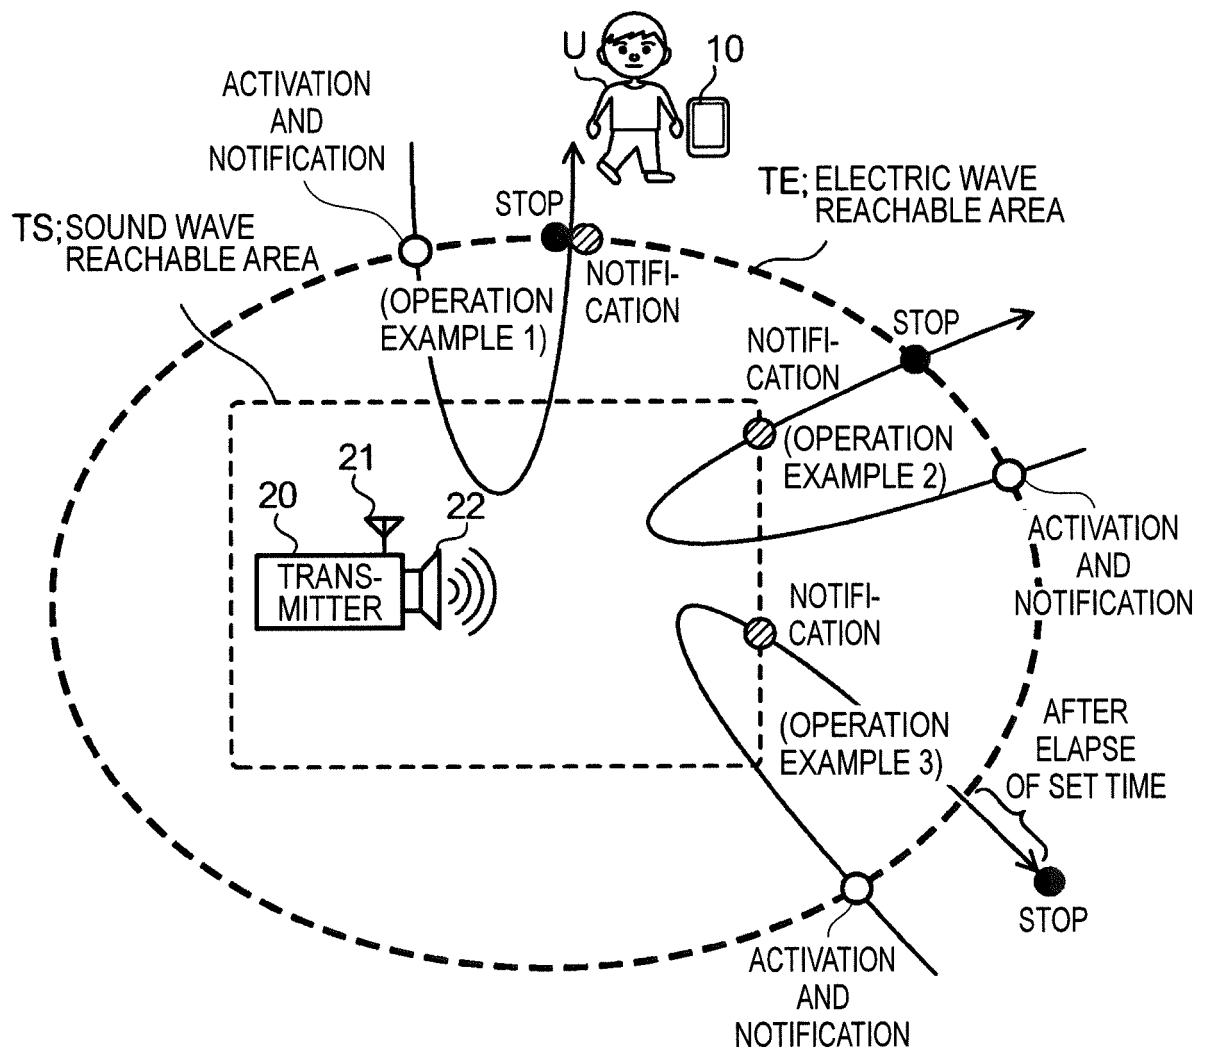 U
10
ACTIVATION
AND
NOTIFICATION
TE; ELECTRIC WAVE
REACHABLE AREA
STOP
TS; SOUND WAVE
REACHABLE AREA
NOTIFI-
CATION
(OPERATION
EXAMPLE 1)
STOP
NOTIFI-
CATION
(OPERATION
EXAMPLE 2)
21
20
22
TRANS-
MITTER
ACTIVATION
AND
NOTIFICATION
NOTIFI-
CATION
(OPERATION
EXAMPLE 3)
AFTER
ELAPSE
OF SET TIME
STOP
ACTIVATION
AND
NOTIFICATION